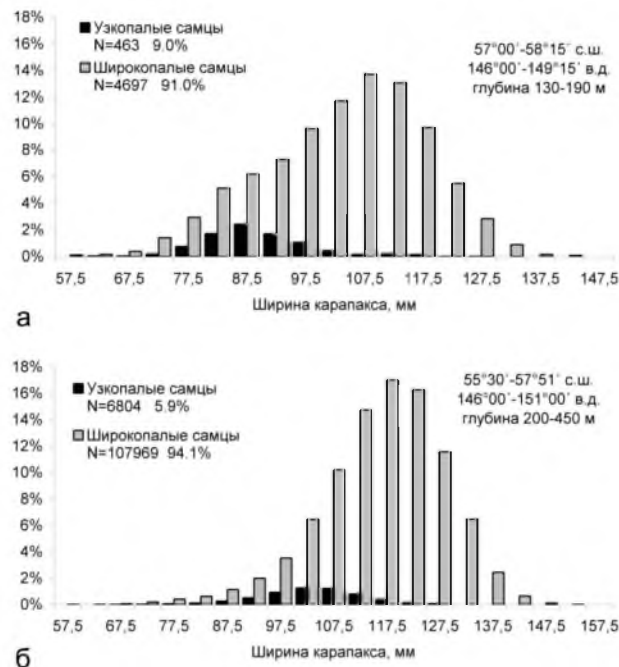 18%
16%
14%
12%
10%
8%
6%
4%
2%
0%
Узкопалые самцы
N=463 9.0%
Широкопалые самцы
N=4697 91.0%
57°00´-58°15´ с.ш.
146°00´-149°15´ в.д.
глубина 130-190 м
57,5 67,5 77,5 87,5 97,5 107,5 117,5 127,5 137,5 147,5
Ширина карапакса, мм
а
18%
16%
14%
12%
10%
8%
6%
4%
2%
0%
Узкопалые самцы
N=6804 5.9%
Широкопалые самцы
N=107969 94.1%
55°30´-57°51´ с.ш.
146°00´-151°00´ в.д.
глубина 200-450 м
57,5 67,5 77,5 87,5 97,5 107,5 117,5 127,5 137,5 147,5 157,5
Ширина карапакса, мм
б